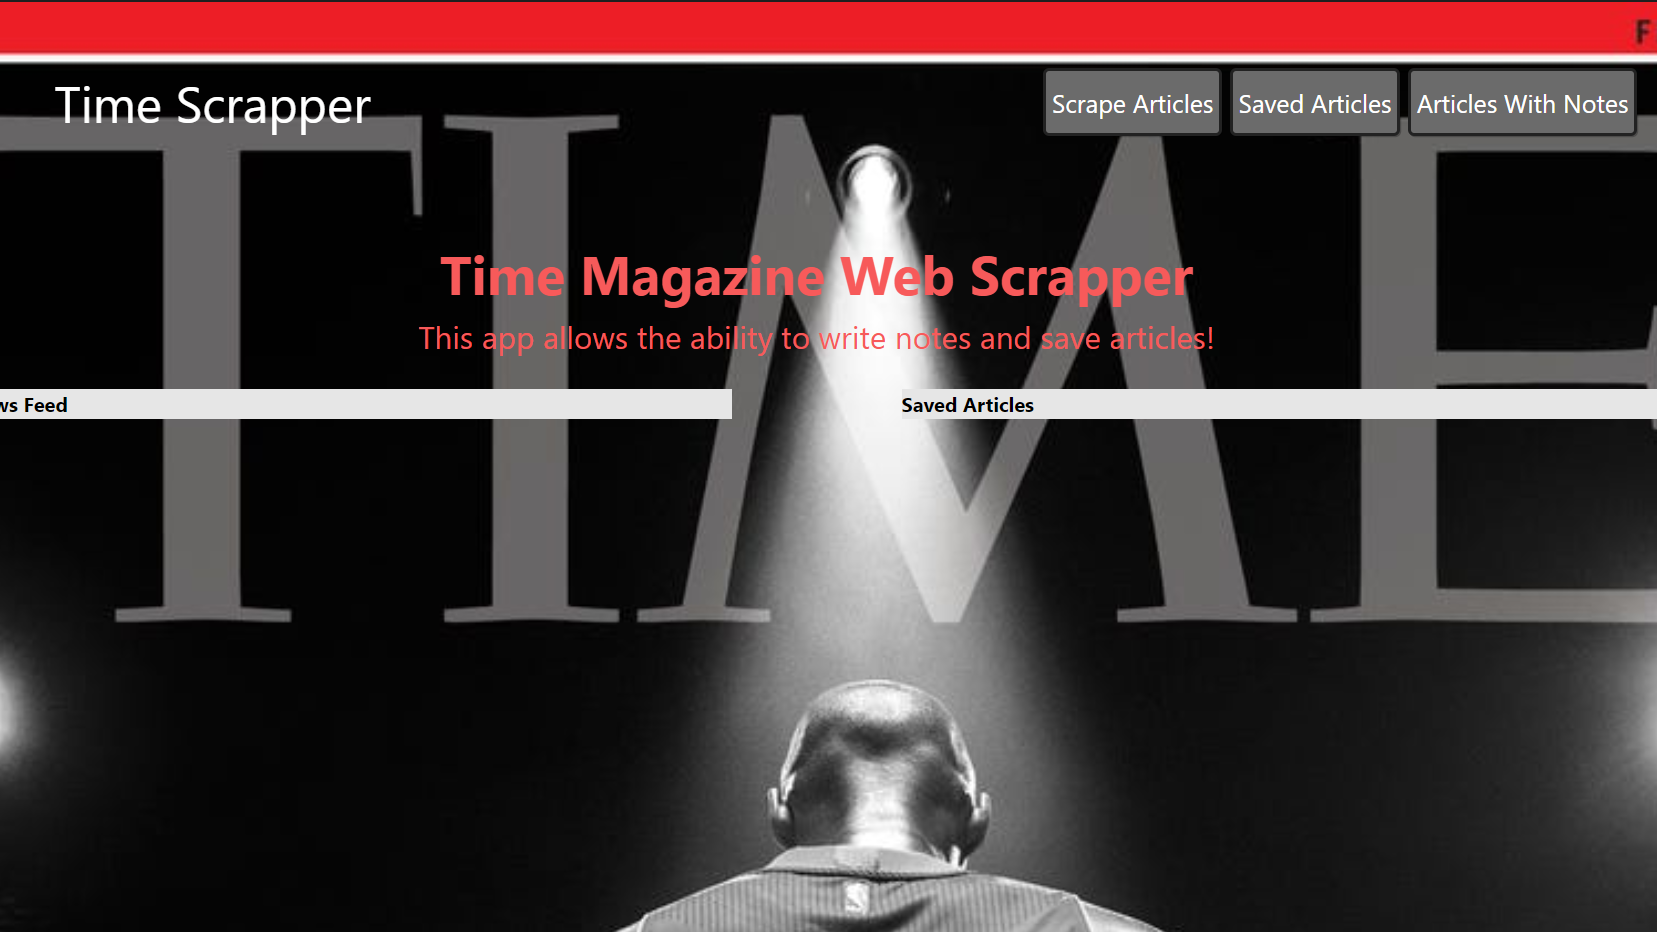 F
Time Scrapper
Scrape Articles
Saved Articles
Articles With Notes
TIME
Time Magazine Web Scrapper
This app allows the ability to write notes and save articles!
ws Feed
Saved Articles